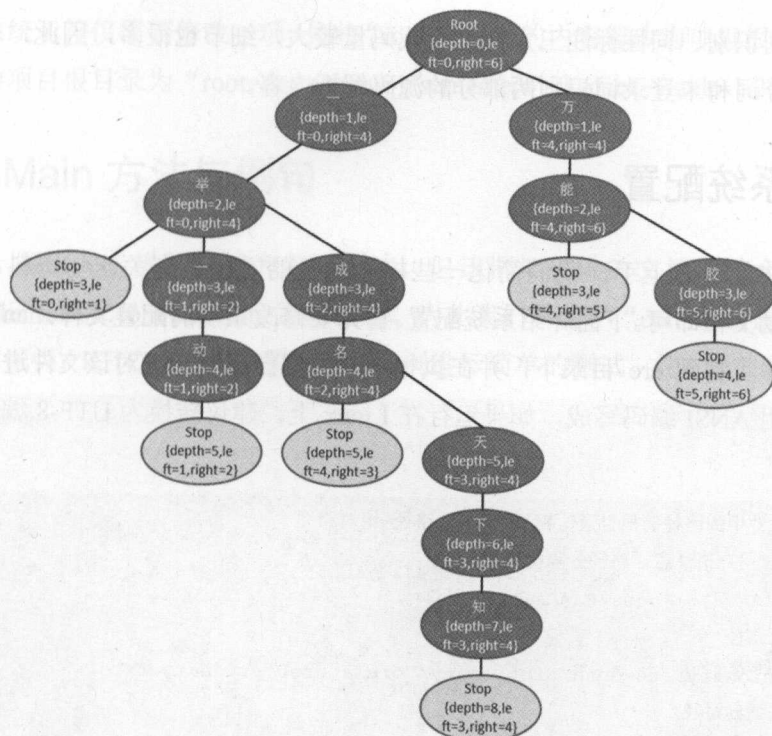 Root
{depth=0,le
ft=0,right=6}
一
{depth=1,le
ft=0,right=4}
万
{depth=1,le
ft=4,right=4}
举
{depth=2,le
ft=0,right=4}
能
{depth=2,le
ft=4,right=6}
Stop
{depth=3,le
ft=0,right=1}
一
{depth=3,le
ft=1,right=2}
成
{depth=3,le
ft=2,right=4}
Stop
{depth=3,le
ft=4,right=5}
胶
{depth=3,le
ft=5,right=6}
动
{depth=4,le
ft=1,right=2}
名
{depth=4,le
ft=2,right=4}
Stop
{depth=4,le
ft=5,right=6}
Stop
{depth=5,le
ft=1,right=2}
Stop
{depth=5,le
ft=4,right=3}
天
{depth=5,le
ft=3,right=4}
下
{depth=6,le
ft=3,right=4}
知
{depth=7,le
ft=3,right=4}
Stop
{depth=8,le
ft=3,right=4}